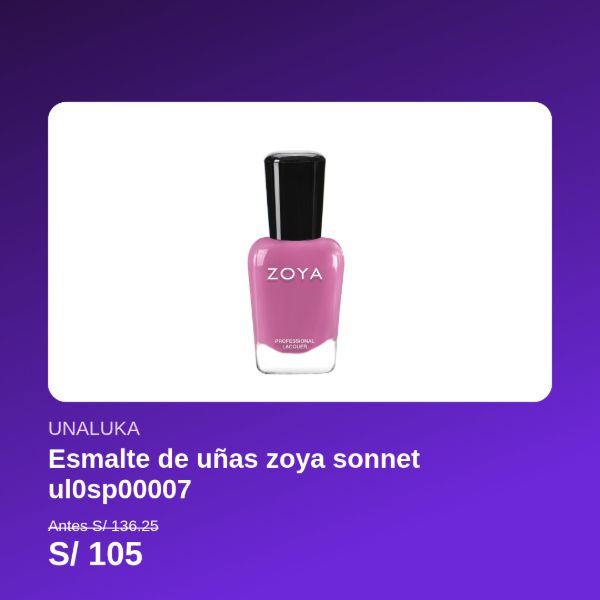 ZOYA
PROFESSIONAL
LACQUER
UNALUKA
Esmalte de uñas zoya sonnet
ul0sp00007
Antes S/ 136.25
S/ 105